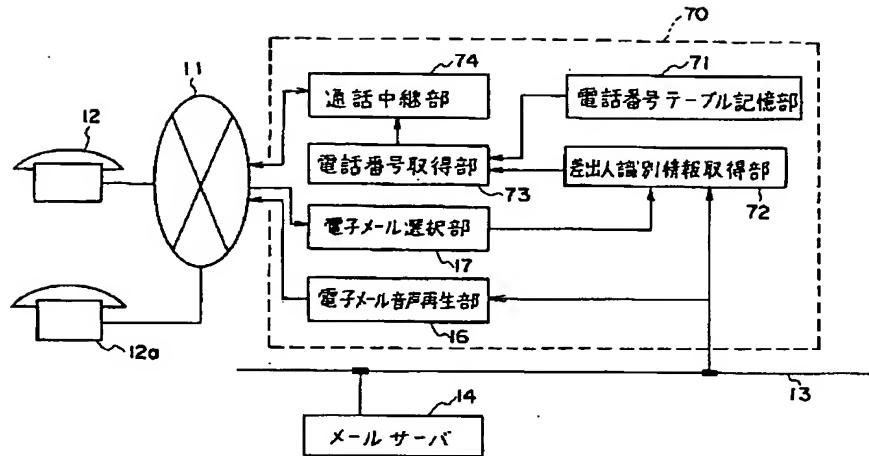 70
11
74
71
通話中継部
電話番号テーブル記憶部
12
電話番号取得部
差出人識別情報取得部
73
72
電子メール選択部
17
電子メール音声再生部
12a
16
13
14
メールサーバ